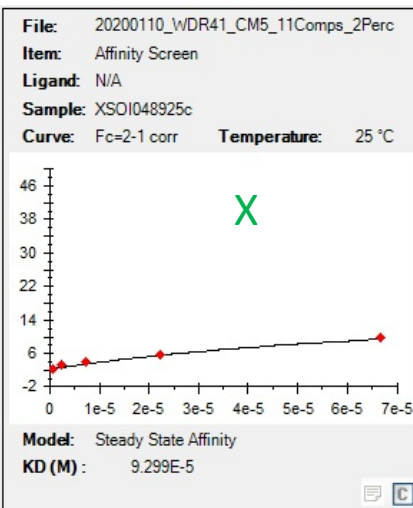 File: 20200110_WDR41_CM5_11Comps_2Perc
Item: Affinity Screen
Ligand: N/A
Sample: XSOI048925c
Curve: Fc=2-1 corr Temperature: 25 °C
X
46
38
30
22
14
6
-2
0 1e-5 2e-5 3e-5 4e-5 5e-5 6e-5 7e-5
Model: Steady State Affinity
KD (M) : 9.299E-5
C